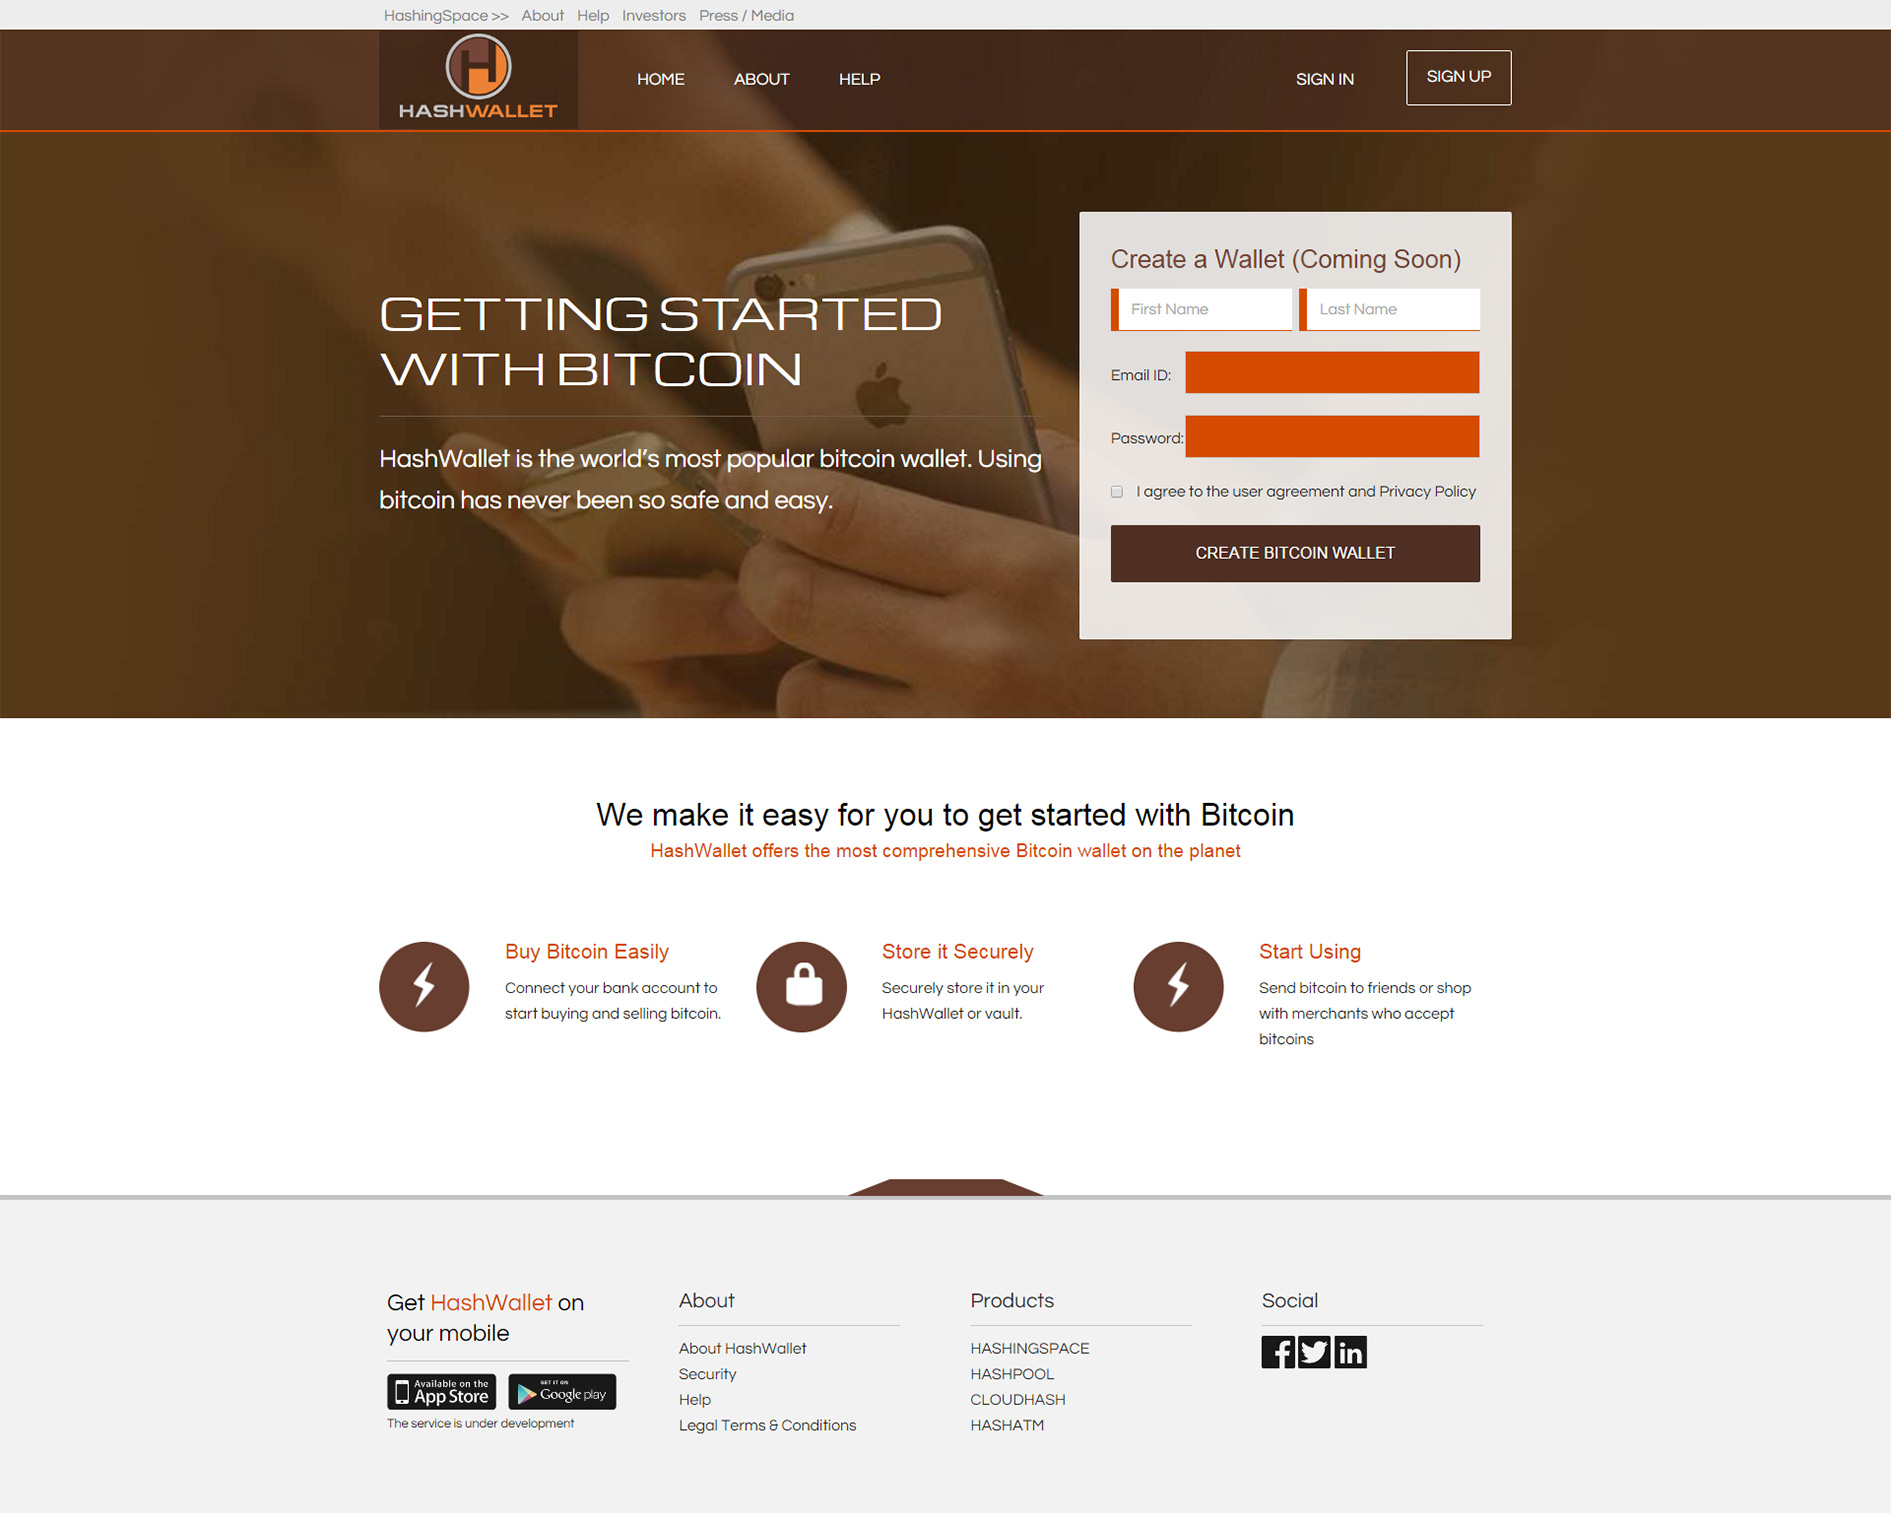 HashingSpace >> About Help Investors Press / Media
HASHWALLET
HOME ABOUT HELP SIGN IN SIGN UP
GETTING STARTED
WITH BITCOIN
HashWallet is the world's most popular bitcoin wallet. Using
bitcoin has never been so safe and easy.
Create a Wallet (Coming Soon)
First Name Last Name
Email ID:
Password:
I agree to the user agreement and Privacy Policy
CREATE BITCOIN WALLET
We make it easy for you to get started with Bitcoin
HashWallet offers the most comprehensive Bitcoin wallet on the planet
Buy Bitcoin Easily
Connect your bank account to
start buying and selling bitcoin.
Store it Securely
Securely store it in your
HashWallet or vault.
Start Using
Send bitcoin to friends or shop
with merchants who accept
bitcoins
Get HashWallet on
your mobile
Available on the
App Store
GET IT ON
Google play
The service is under development
About
About HashWallet
Security
Help
Legal Terms & Conditions
Products
HASHINGSPACE
HASHPOOL
CLOUDHASH
HASHATM
Social